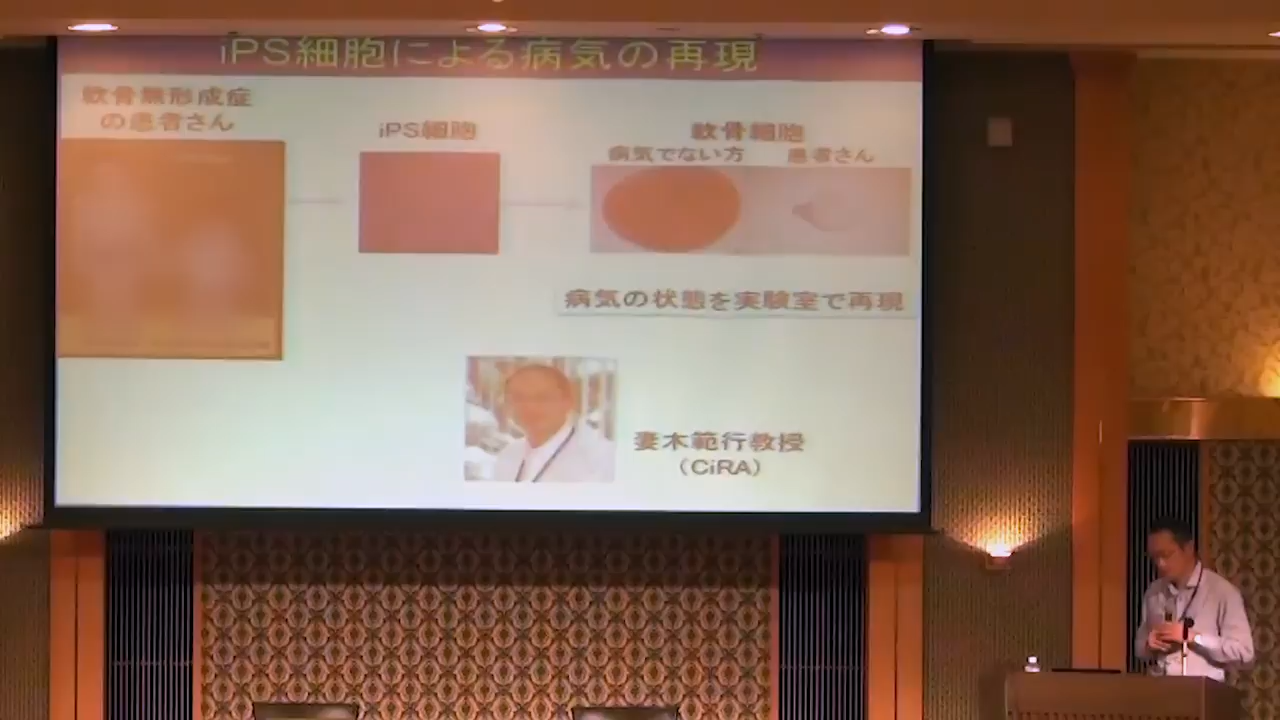 iPS細胞による病気の再現
軟骨無形成症
の患者さん
iPS細胞
軟骨細胞
病気でない方
患者さん
病気の状態を実験室で再現
妻木範行教授
（CiRA）